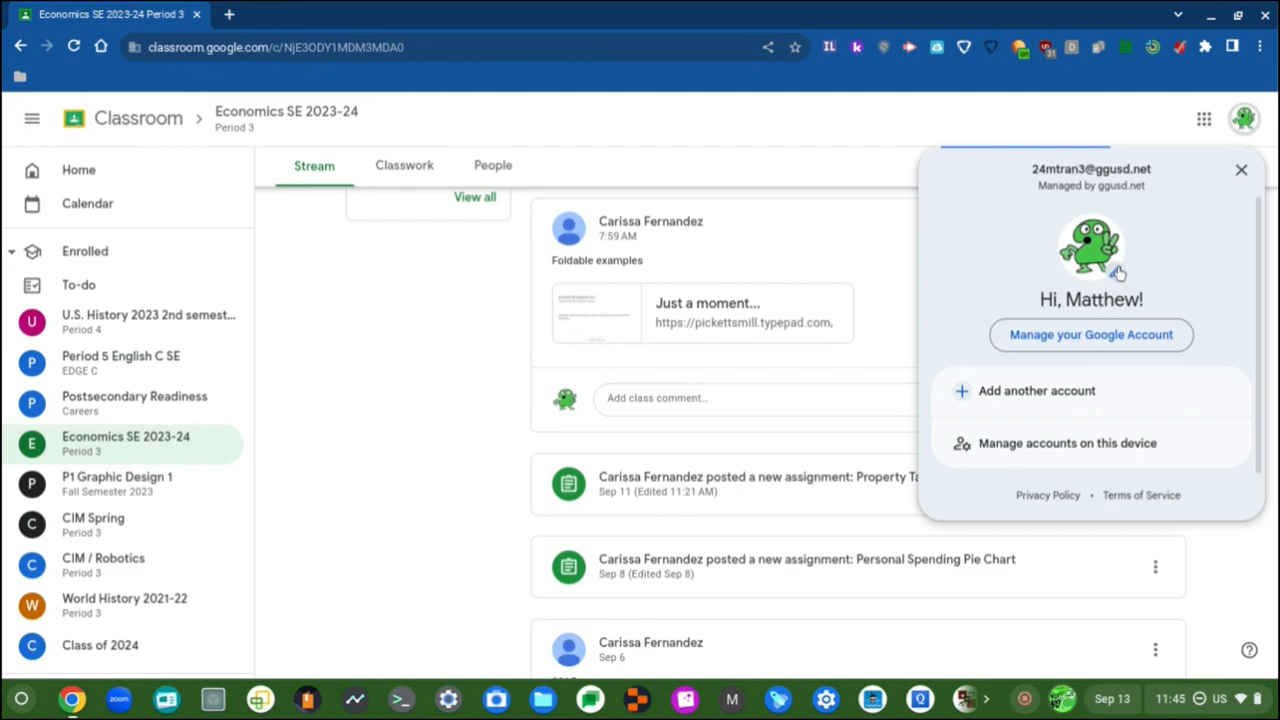 Economics SE 2023-24 Period 3
classroom.google.com/c/NjE3ODY1MDM3MDA0
Classroom
Economics SE 2023-24
Period 3
Home
Calendar
Enrolled
To-do
U.S. History 2023 2nd semest...
Period 4
Period 5 English C SE
EDGE C
Postsecondary Readiness
Careers
Economics SE 2023-24
Period 3
P1 Graphic Design 1
Fall Semester 2023
CIM Spring
Period 3
CIM / Robotics
Period 3
World History 2021-22
Period 3
Class of 2024
Stream Classwork People
View all
Carissa Fernandez
7:59 AM
Foldable examples
Just a moment...
https://pickettsmill.typepad.com,
Add class comment...
Carissa Fernandez posted a new assignment: Property Ta
Sep 11 (Edited 11:21 AM)
Carissa Fernandez posted a new assignment: Personal Spending Pie Chart
Sep 8 (Edited Sep 8)
Carissa Fernandez
Sep 6
24mtran3@ggusd.net
Managed by ggusd.net
Hi, Matthew!
Manage your Google Account
Add another account
Manage accounts on this device
Privacy Policy • Terms of Service
Sep 13 11:45 US